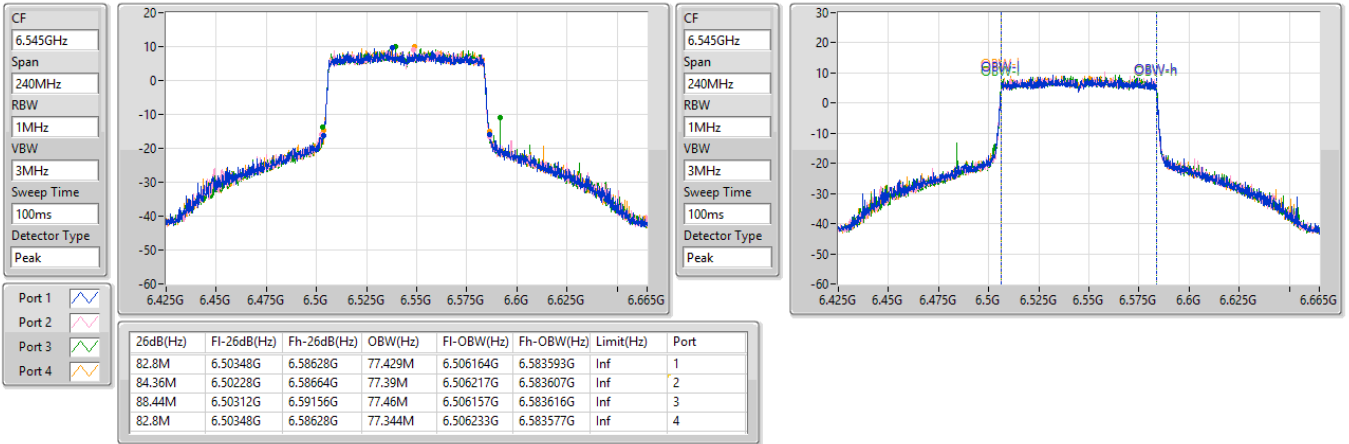 CF
6.545GHz
Span
240MHz
RBW
1MHz
VBW
3MHz
Sweep Time
100ms
Detector Type
Peak
20
10
0
-10
-20
-30
-40
-50
-60
6.425G 6.45G 6.475G 6.5G 6.525G 6.55G 6.575G 6.6G 6.625G 6.665G
CF
6.545GHz
Span
240MHz
RBW
1MHz
VBW
3MHz
Sweep Time
100ms
Detector Type
Peak
30
20
10
0
-10
-20
-30
-40
-50
-60
OBW-l OBW-h
6.425G 6.45G 6.475G 6.5G 6.525G 6.55G 6.575G 6.6G 6.625G 6.665G
Port 1
Port 2
Port 3
Port 4
26dB(Hz) Fl-26dB(Hz) Fh-26dB(Hz) OBW(Hz) Fl-OBW(Hz) Fh-OBW(Hz) Limit(Hz) Port
82.8M 6.50348G 6.58628G 77.429M 6.506164G 6.583593G Inf 1
84.36M 6.50228G 6.58664G 77.39M 6.506217G 6.583607G Inf 2
88.44M 6.50312G 6.59156G 77.46M 6.506157G 6.583616G Inf 3
82.8M 6.50348G 6.58628G 77.344M 6.506233G 6.583577G Inf 4